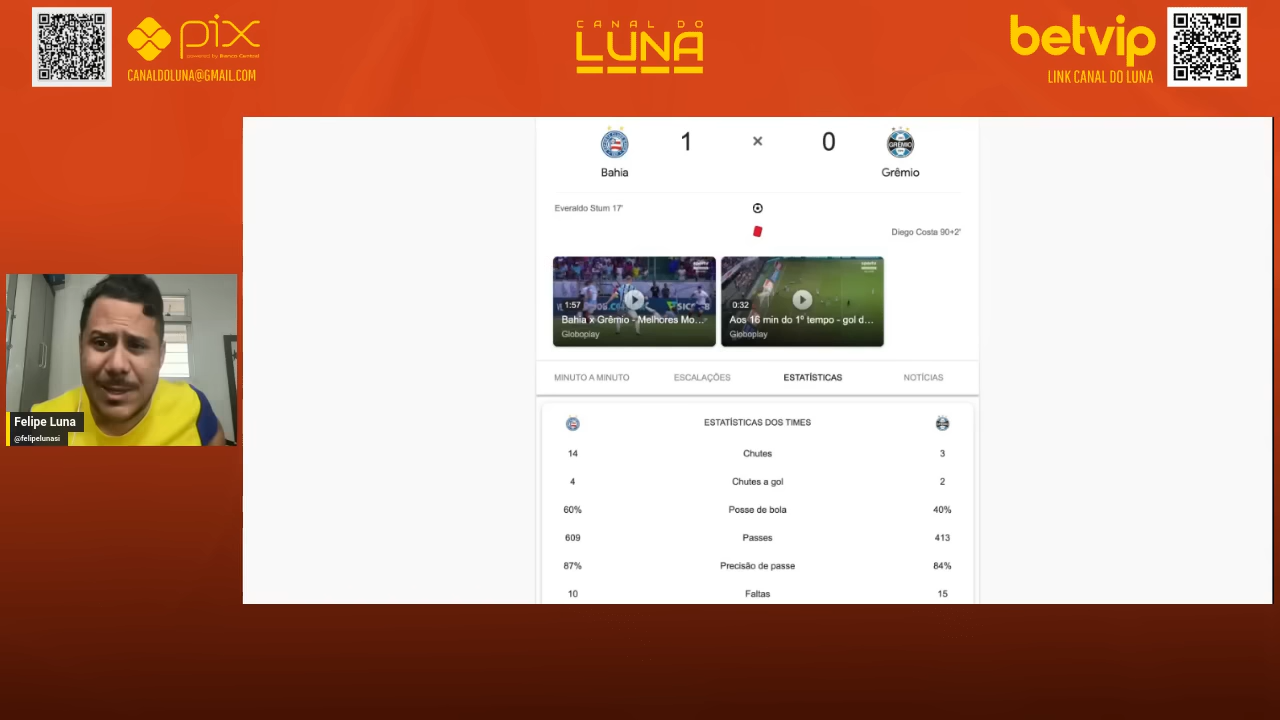 pix
powered by Banco Central
CANALDOLUNA@GMAIL.COM
CANAL DO
LUNA
betvip
LINK CANAL DO LUNA
1 × 0
Bahia
Grêmio
GRÊMIO
Everaldo Stum 17'
Diego Costa 90+2'
1:57
Bahia x Grêmio - Melhores Mo...
Globoplay
0:32
Aos 16 min do 1º tempo - gol d...
Globoplay
MINUTO A MINUTO ESCALAÇÕES ESTATÍSTICAS NOTÍCIAS
ESTATÍSTICAS DOS TIMES
14 Chutes 3
4 Chutes a gol 2
60% Posse de bola 40%
609 Passes 413
87% Precisão de passe 84%
10 Faltas 15
Felipe Luna
@felipelunasi